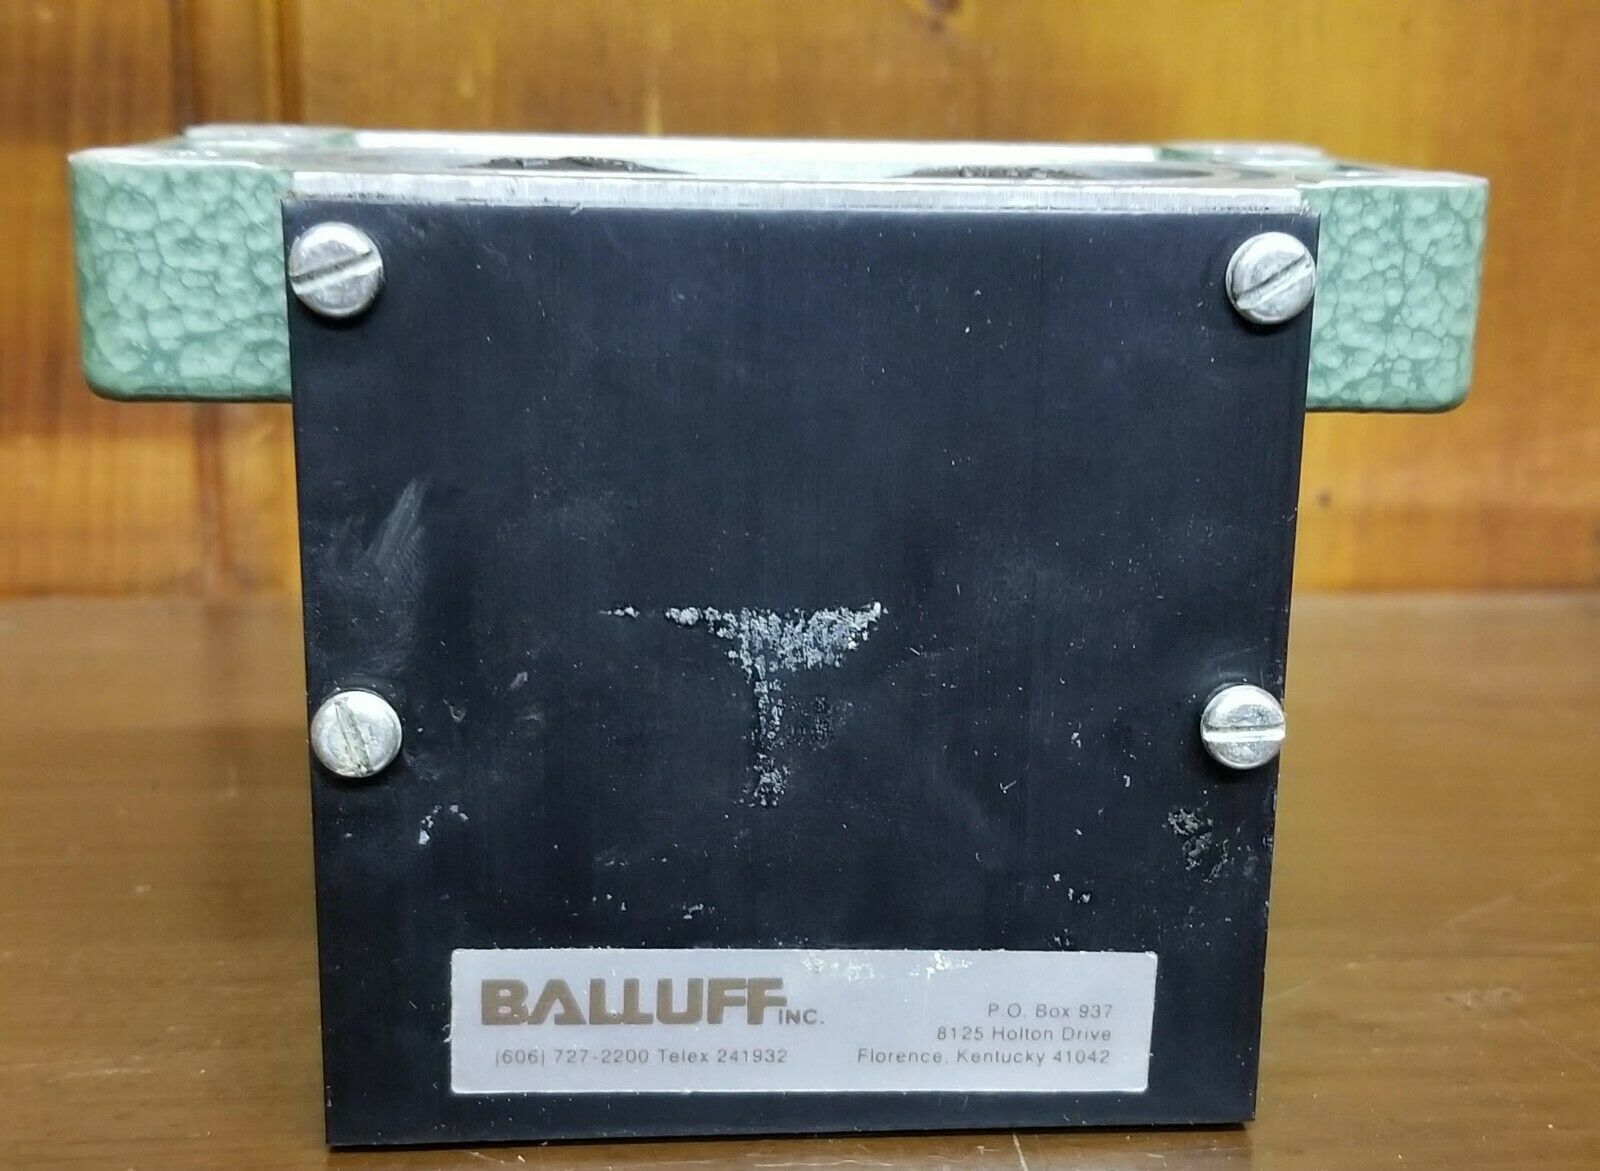 BALLUFF INC.
(606) 727-2200 Telex 241932
P.O. Box 937
8125 Holton Drive
Florence, Kentucky 41042